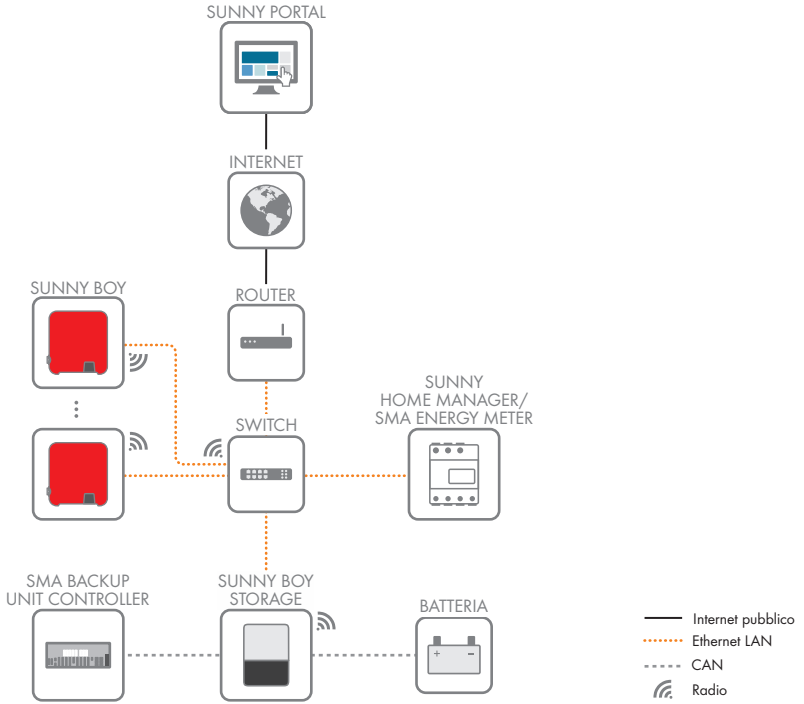 SUNNY PORTAL
INTERNET
SUNNY BOY
ROUTER
SUNNY
HOME MANAGER/
SMA ENERGY METER
SWITCH
SMA BACKUP
UNIT CONTROLLER
SUNNY BOY
STORAGE
BATTERIA
+ −
Internet pubblico
Ethernet LAN
CAN
Radio